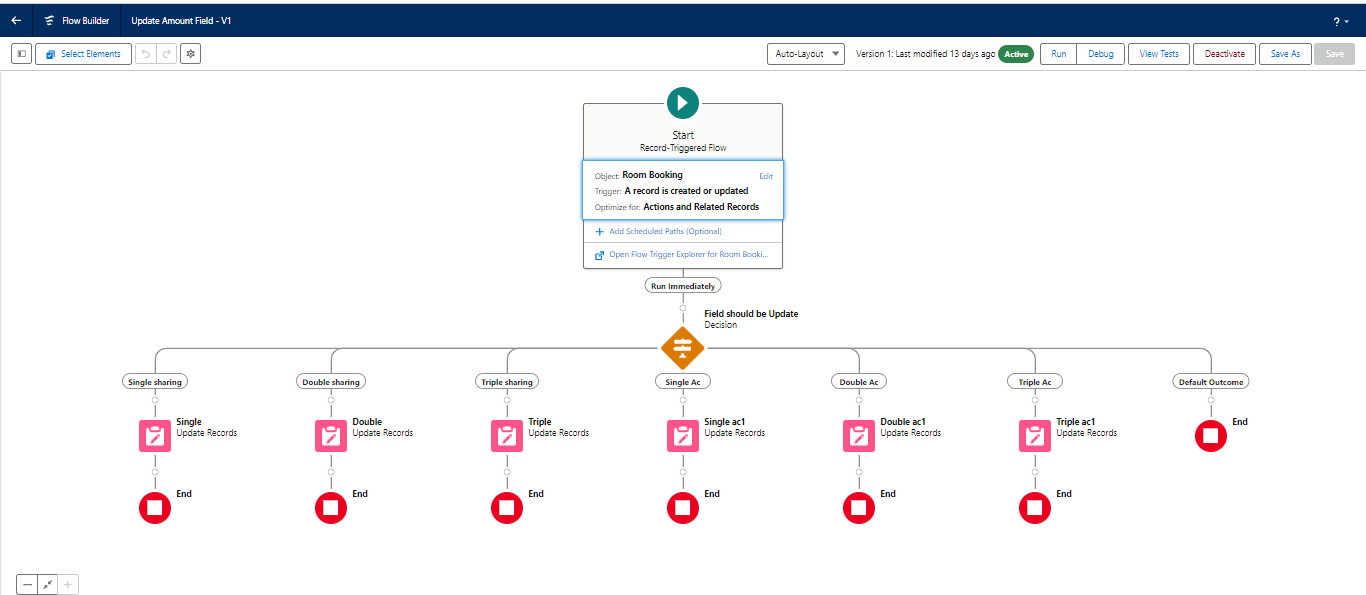 Flow Builder
Update Amount Field - V1
?
Select Elements
Auto-Layout
Version 1: Last modified 13 days ago
Active
Run
Debug
View Tests
Deactivate
Save As
Save
Start
Record-Triggered Flow
Object: Room Booking
Edit
Trigger: A record is created or updated
Optimize for: Actions and Related Records
+ Add Scheduled Paths (Optional)
Open Flow Trigger Explorer for Room Booki...
Run Immediately
Field should be Update
Decision
Single sharing
Double sharing
Triple sharing
Single Ac
Double Ac
Triple Ac
Default Outcome
Single
Update Records
Double
Update Records
Triple
Update Records
Single ac1
Update Records
Double ac1
Update Records
Triple ac1
Update Records
End
End
End
End
End
End
End